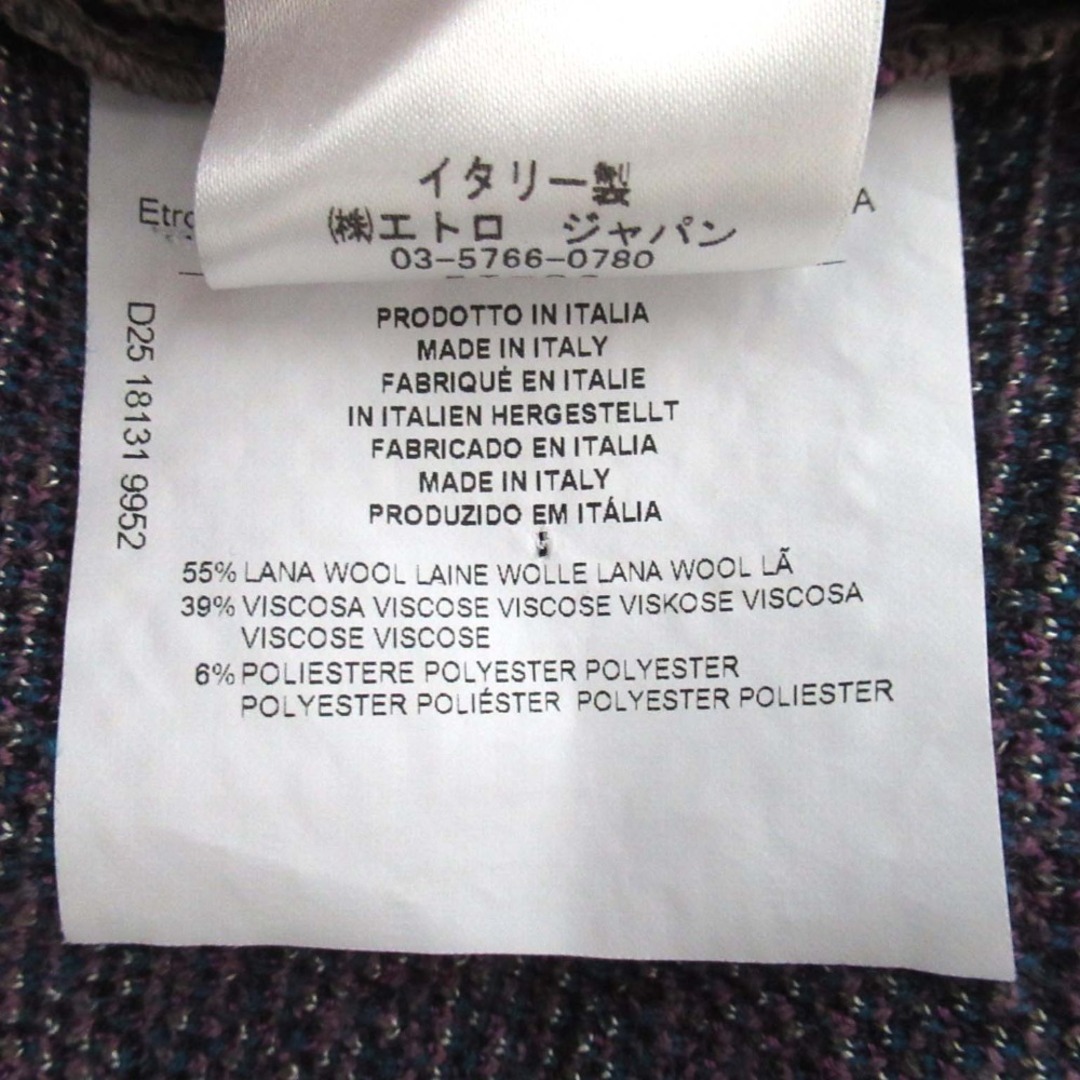 イタリー製
㈱エトロ ジャパン
03-5766-0780
PRODOTTO IN ITALIA
MADE IN ITALY
FABRIQUÉ EN ITALIE
IN ITALIEN HERGESTELLT
FABRICADO EN ITALIA
MADE IN ITALY
PRODUZIDO EM ITÁLIA
55% LANA WOOL LAINE WOLLE LANA WOOL LÃ
39% VISCOSA VISCOSE VISCOSE VISKOSE VISCOSA
VISCOSE VISCOSE
6% POLIESTERE POLYESTER POLYESTER
POLYESTER POLIÉSTER POLYESTER POLIESTER
D25 18131 9952